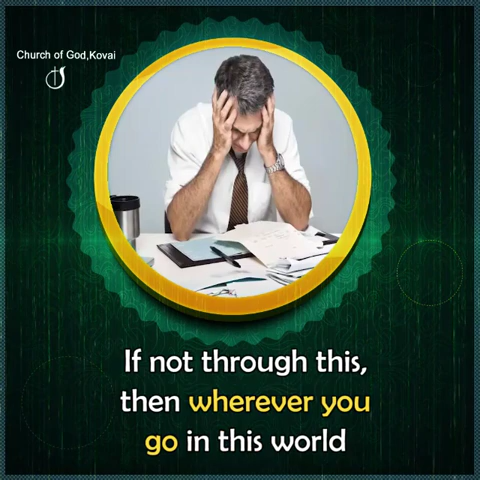 Church of God,Kovai
If not through this,
then wherever you
go in this world